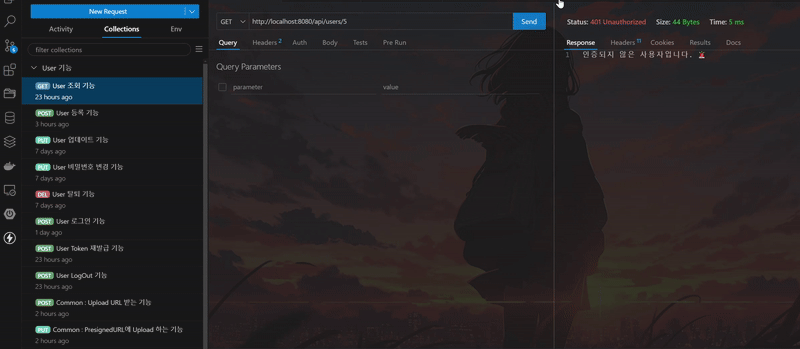 New Request
Activity Collections Env
filter collections
User 기능
GET User 조회 기능
23 hours ago
POST User 등록 기능
3 hours ago
PUT User 업데이트 기능
7 days ago
PUT User 비밀번호 변경 기능
7 days ago
DEL User 탈퇴 기능
7 days ago
POST User 로그인 기능
1 day ago
POST User Token 재발급 기능
23 hours ago
POST User LogOut 기능
23 hours ago
POST Common : Upload URL 받는 기능
2 hours ago
PUT Common : PresignedURL에 Upload 하는 기능
2 hours ago
GET http://localhost:8080/api/users/5 Send
Query Headers 2 Auth Body Tests Pre Run
Query Parameters
parameter value
Status: 401 Unauthorized Size: 44 Bytes Time: 5 ms
Response Headers 11 Cookies Results Docs
1 인증되지 않은 사용자입니다.